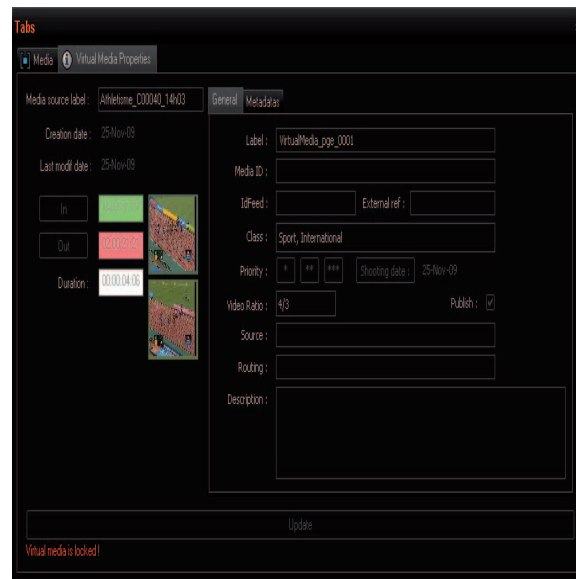 Tabs
Media Virtual Media Properties
Media source label : Athletisme_C00040_14h03
Creation date : 25-Nov-09
Last modif date : 25-Nov-09
In
Out
Duration : 00:00:04:06
General Metadatas
Label : VirtualMedia_pge_0001
Media ID :
IdFeed : External ref :
Class : Sport, International
Priority : * ** *** Shooting date : 25-Nov-09
Video Ratio : 4/3 Publish :
Source :
Routing :
Description :
Update
Virtual media is locked!